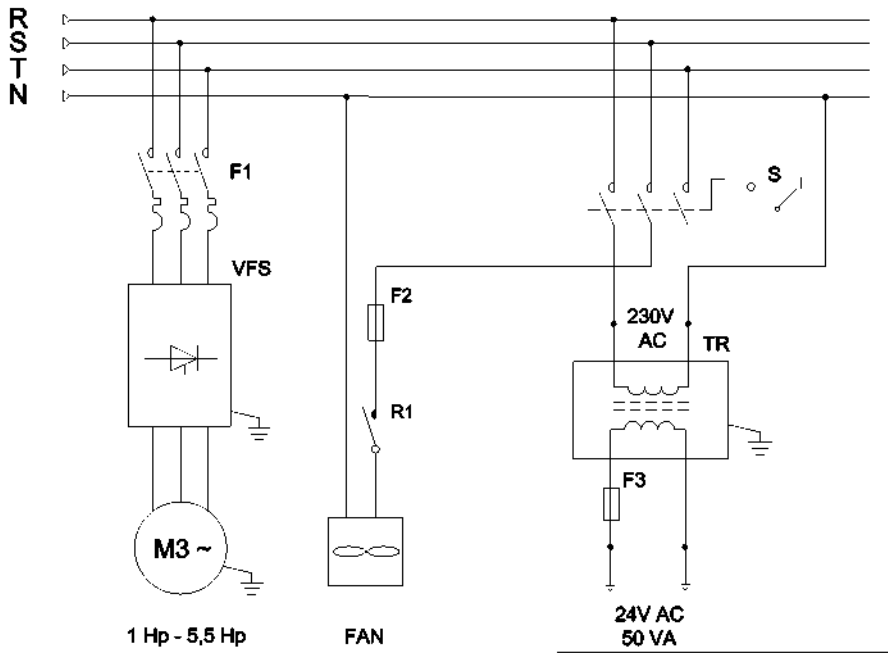 R
S
T
N
F1
S
VFS
F2
230V
AC
TR
R1
F3
M3 ~
1 Hp - 5,5 Hp
FAN
24V AC
50 VA